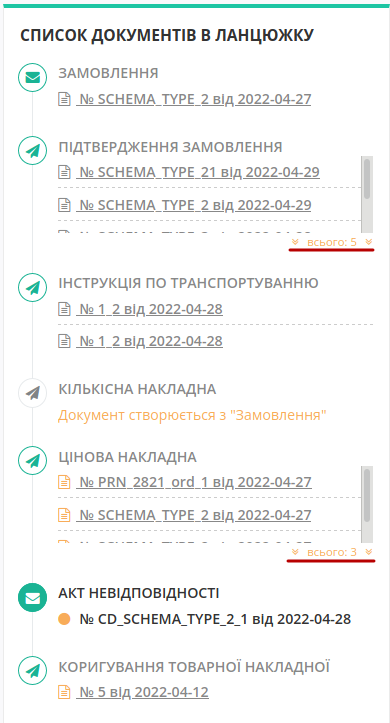 СПИСОК ДОКУМЕНТІВ В ЛАНЦЮЖКУ
ЗАМОВЛЕННЯ
№ SCHEMA_TYPE_2 від 2022-04-27
ПІДТВЕРДЖЕННЯ ЗАМОВЛЕННЯ
№ SCHEMA_TYPE_21 від 2022-04-29
№ SCHEMA_TYPE_2 від 2022-04-29
всього: 5
ІНСТРУКЦІЯ ПО ТРАНСПОРТУВАННЮ
№ 1_2 від 2022-04-28
№ 1_2 від 2022-04-28
КІЛЬКІСНА НАКЛАДНА
Документ створюється з "Замовлення"
ЦІНОВА НАКЛАДНА
№ PRN_2821_ord_1 від 2022-04-27
№ SCHEMA_TYPE_2 від 2022-04-27
всього: 3
АКТ НЕВІДПОВІДНОСТІ
№ CD_SCHEMA_TYPE_2_1 від 2022-04-28
КОРИГУВАННЯ ТОВАРНОЇ НАКЛАДНОЇ
№ 5 від 2022-04-12